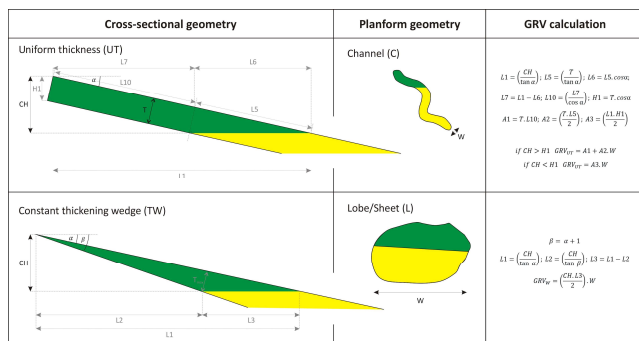 Cross-sectional geometry
Planform geometry
GRV calculation
Uniform thickness (UT)
L7
L6
α
L10
H1
CH
T
L5
L1
Channel (C)
W
L1 = (CH / tan α); L5 = (T / tan α); L6 = L5.cosα;
L7 = L1 − L6; L10 = (L7 / cos α); H1 = T.cosα
A1 = T.L10; A2 = (T.L5 / 2); A3 = (L1.H1 / 2)
if CH > H1 GRV_UT = A1 + A2.W
if CH < H1 GRV_UT = A3.W
Constant thickening wedge (TW)
α
β
CH
L2
L3
L1
Lobe/Sheet (L)
W
β = α + 1
L1 = (CH / tan α); L2 = (CH / tan β); L3 = L1 − L2
GRV_W = (CH.L3 / 2).W